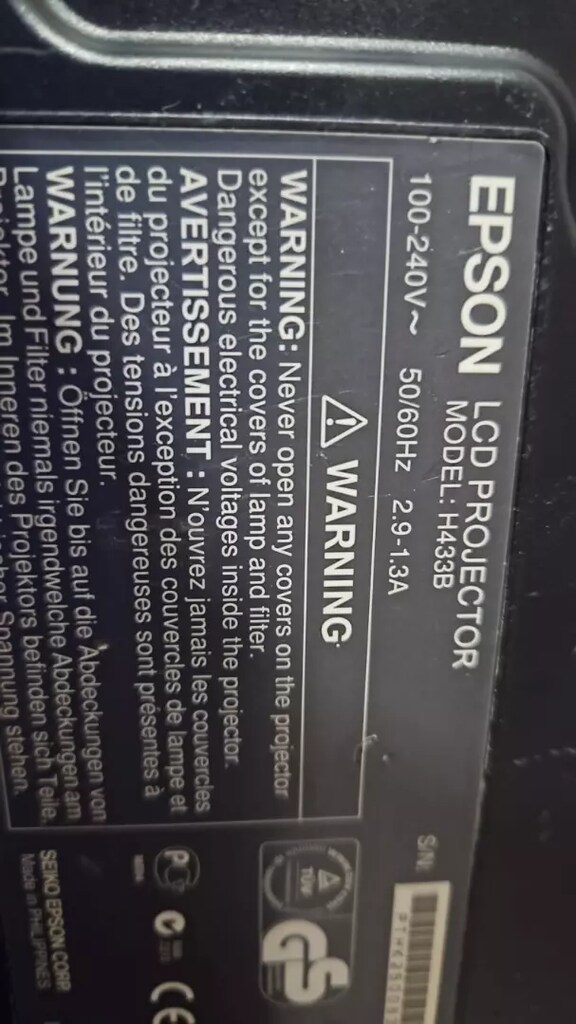 EPSON LCD PROJECTOR
MODEL: H433B
100-240V~ 50/60Hz 2.9-1.3A
S/N:
WARNING
WARNING: Never open any covers on the projector
except for the covers of lamp and filter.
Dangerous electrical voltages inside the projector.
AVERTISSEMENT : N'ouvrez jamais les couvercles
du projecteur à l'exception des couvercles de lampe et
de filtre. Des tensions dangereuses sont présentes à
l'intérieur du projecteur.
WARNUNG : Öffnen Sie bis auf die Abdeckungen von
Lampe und Filter niemals irgendwelche Abdeckungen am
Projektor. Im Inneren des Projektors befinden sich Teile,
Spannung stehen.
TÜV
GS
CE
SEIKO EPSON CORP.
Made in PHILIPPINES